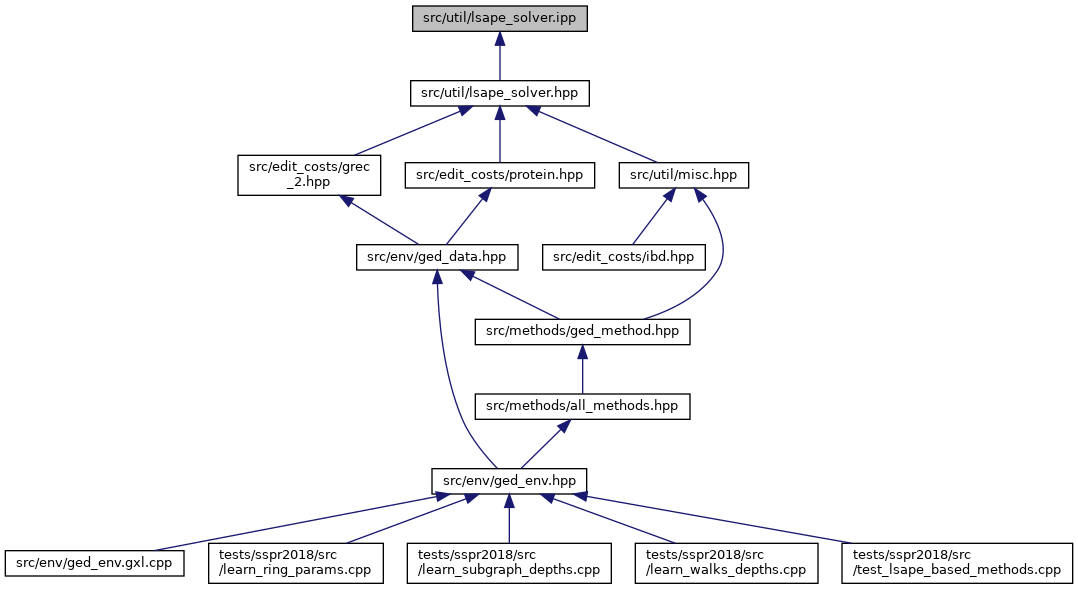 src/util/lsape_solver.ipp
src/util/lsape_solver.hpp
src/edit_costs/grec
_2.hpp
src/edit_costs/protein.hpp
src/util/misc.hpp
src/env/ged_data.hpp
src/edit_costs/ibd.hpp
src/methods/ged_method.hpp
src/methods/all_methods.hpp
src/env/ged_env.hpp
src/env/ged_env.gxl.cpp
tests/sspr2018/src
/learn_ring_params.cpp
tests/sspr2018/src
/learn_subgraph_depths.cpp
tests/sspr2018/src
/learn_walks_depths.cpp
tests/sspr2018/src
/test_lsape_based_methods.cpp